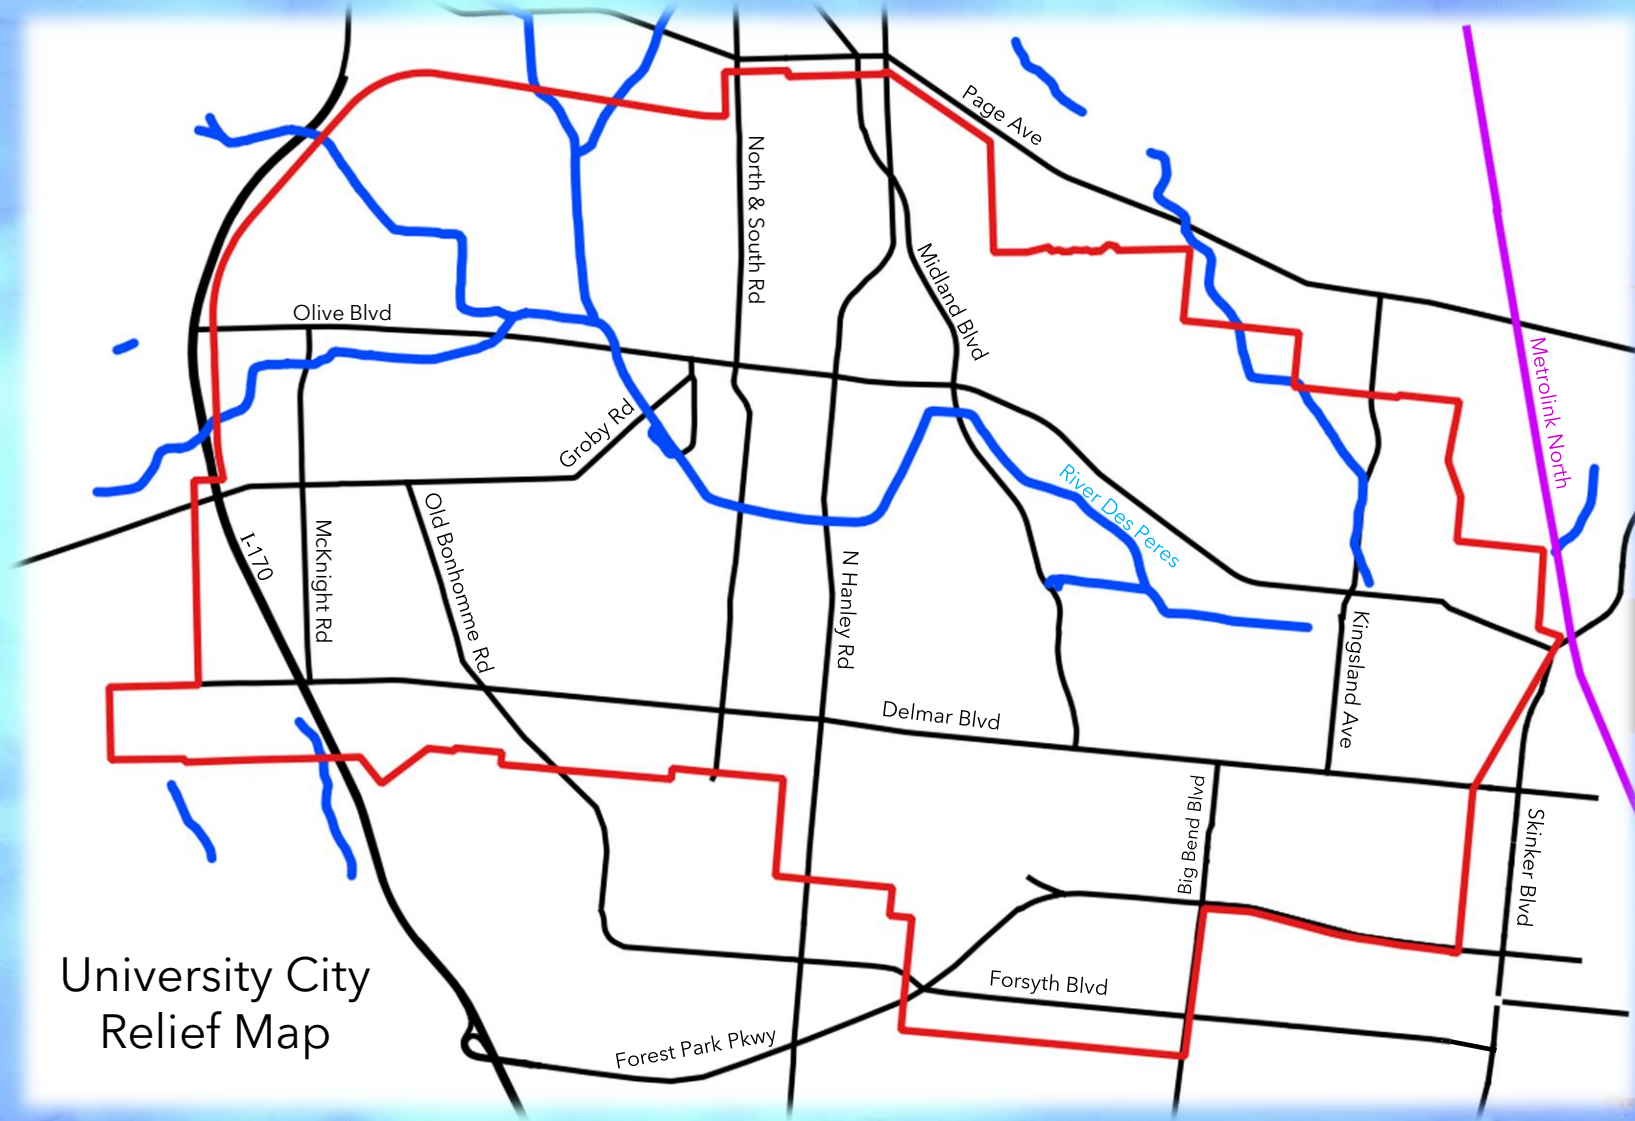 Page Ave
North & South Rd
Midland Blvd
Olive Blvd
Metrolink North
Groby Rd
River Des Peres
Old Bonhomme Rd
McKnight Rd
I-170
N Hanley Rd
Kingsland Ave
Delmar Blvd
Big Bend Blvd
Skinker Blvd
University City
Relief Map
Forsyth Blvd
Forest Park Pkwy